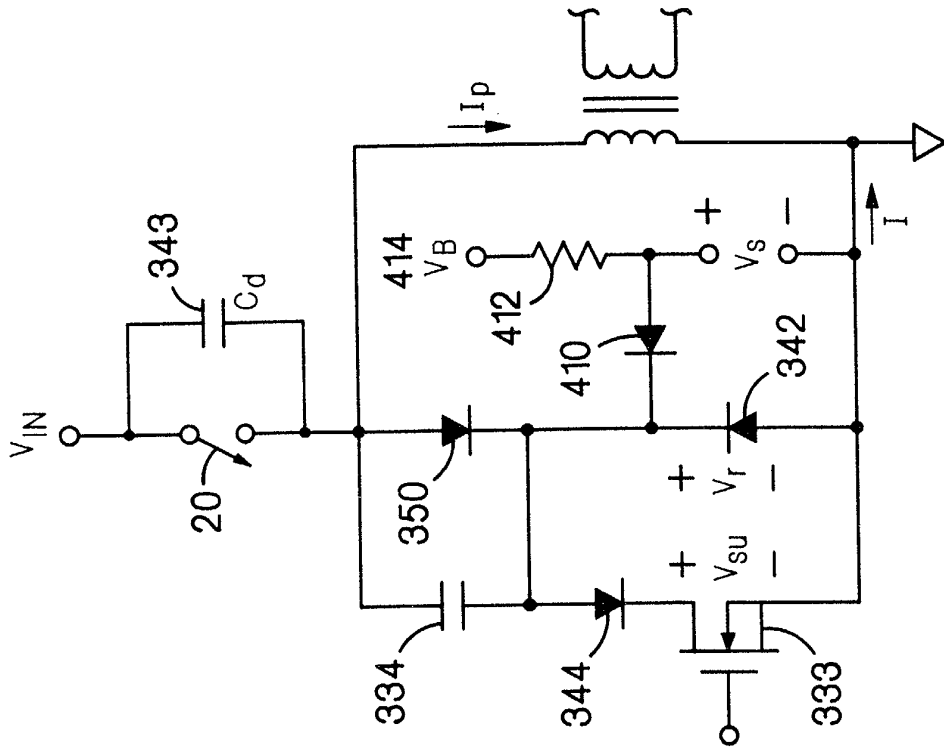 V_IN
343
C_d
20
I_p
414
V_B
412
350
334
410
+
V_S
−
344
342
+
V_r
−
+
V_SU
−
I
333